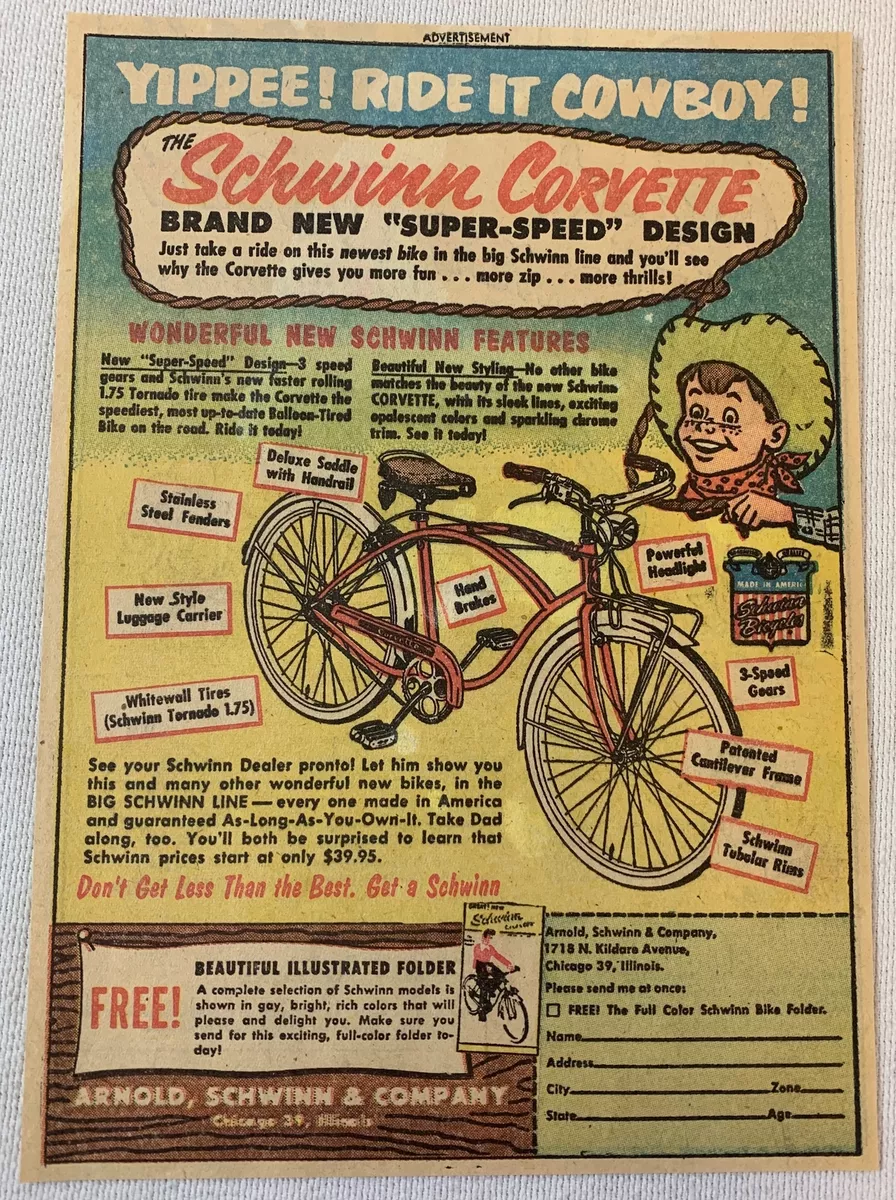 ADVERTISEMENT
YIPPEE! RIDE IT COWBOY!
THE
Schwinn CORVETTE
BRAND NEW "SUPER-SPEED" DESIGN
Just take a ride on this newest bike in the big Schwinn line and you'll see
why the Corvette gives you more fun . . . more zip . . . more thrills!
WONDERFUL NEW SCHWINN FEATURES
New "Super-Speed" Design—3 speed
gears and Schwinn's new faster rolling
1.75 Tornado tire make the Corvette the
speediest, most up-to-date Balloon-Tired
Bike on the road. Ride it today!
Beautiful New Styling—No other bike
matches the beauty of the new Schwinn
CORVETTE, with its sleek lines, exciting
opalescent colors and sparkling chrome
trim. See it today!
Deluxe Saddle
with Handrail
Stainless
Steel Fenders
New Style
Luggage Carrier
Whitewall Tires
(Schwinn Tornado 1.75)
Hand
Brakes
Corvette
Powerful
Headlight
MADE IN AMERICA
Schwinn
Bicycles
3-Speed
Gears
Patented
Cantilever Frame
Schwinn
Tubular Rims
See your Schwinn Dealer pronto! Let him show you
this and many other wonderful new bikes, in the
BIG SCHWINN LINE — every one made in America
and guaranteed As-Long-As-You-Own-It. Take Dad
along, too. You'll both be surprised to learn that
Schwinn prices start at only $39.95.
Don't Get Less Than the Best. Get a Schwinn
FREE!
BEAUTIFUL ILLUSTRATED FOLDER
A complete selection of Schwinn models is
shown in gay, bright, rich colors that will
please and delight you. Make sure you
send for this exciting, full-color folder to-
day!
Schwinn
ARNOLD, SCHWINN & COMPANY
Chicago 39, Illinois
Arnold, Schwinn & Company,
1718 N. Kildare Avenue,
Chicago 39, Illinois.
Please send me at once:
☐ FREE! The Full Color Schwinn Bike Folder.
Name
Address
City Zone
State Age